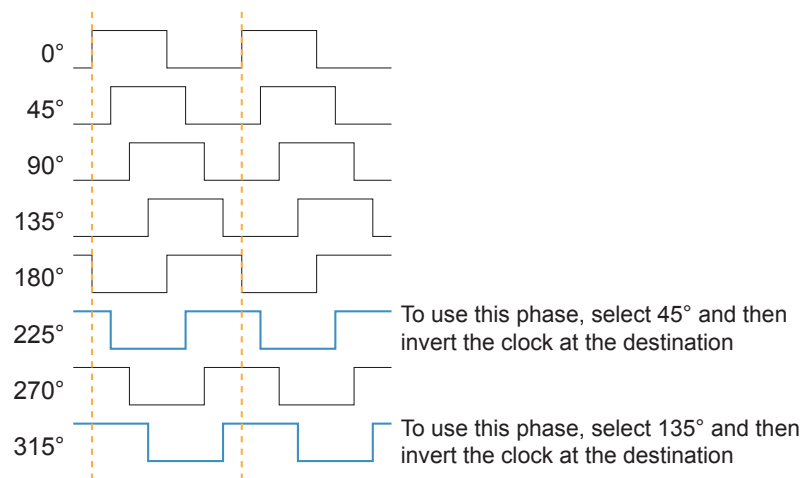 0°
45°
90°
135°
180°
225°
To use this phase, select 45° and then
invert the clock at the destination
270°
315°
To use this phase, select 135° and then
invert the clock at the destination